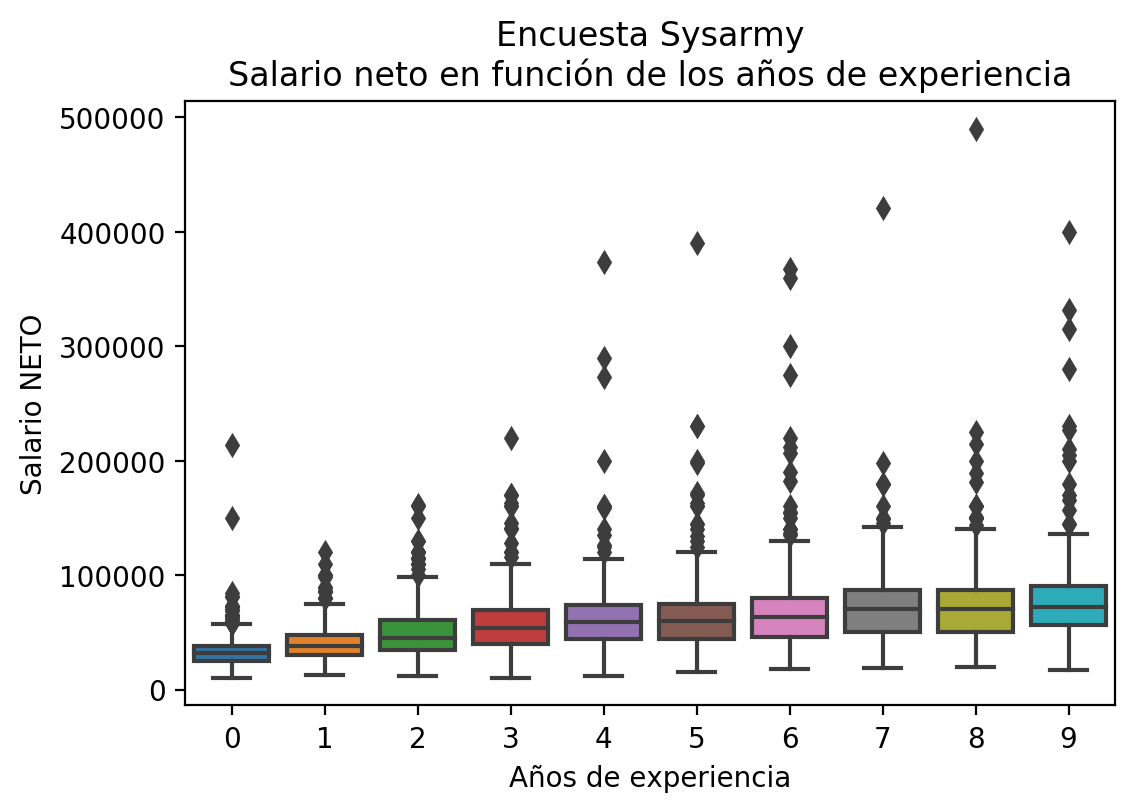 Encuesta Sysarmy
Salario neto en función de los años de experiencia
Salario NETO
500000
400000
300000
200000
100000
0
0 1 2 3 4 5 6 7 8 9
Años de experiencia